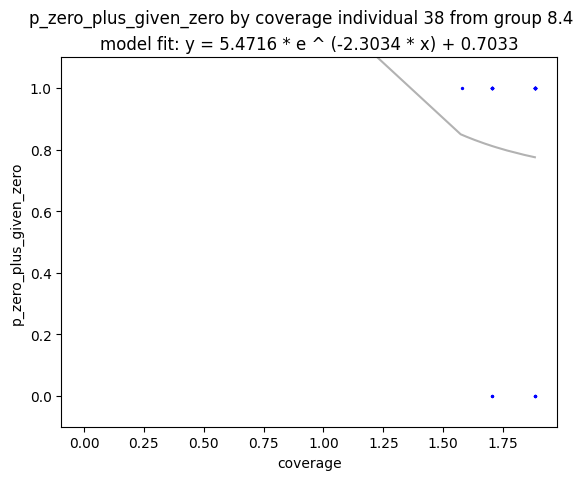 p_zero_plus_given_zero by coverage individual 38 from group 8.4
model fit: y = 5.4716 * e ^ (-2.3034 * x) + 0.7033
1.0
0.8
0.6
0.4
0.2
0.0
p_zero_plus_given_zero
0.00 0.25 0.50 0.75 1.00 1.25 1.50 1.75
coverage